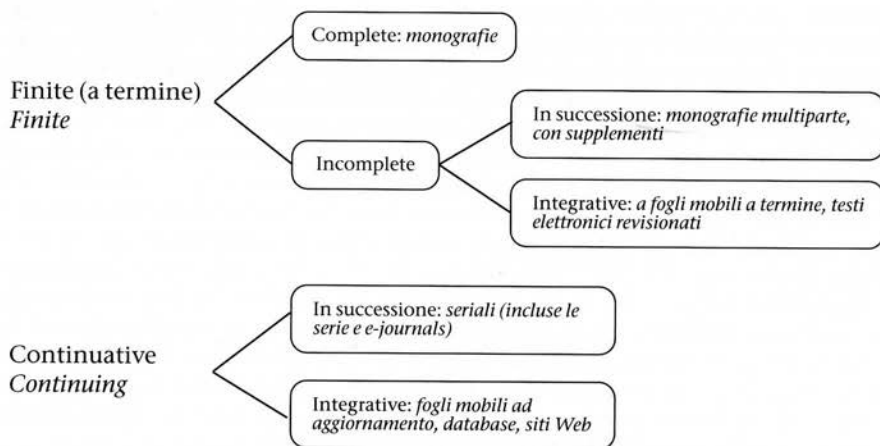 Complete: monografie
Finite (a termine)
Finite
In successione: monografie multiparte,
con supplementi
Incomplete
Integrative: a fogli mobili a termine, testi
elettronici revisionati
In successione: seriali (incluse le
serie e e-journals)
Continuative
Continuing
Integrative: fogli mobili ad
aggiornamento, database, siti Web